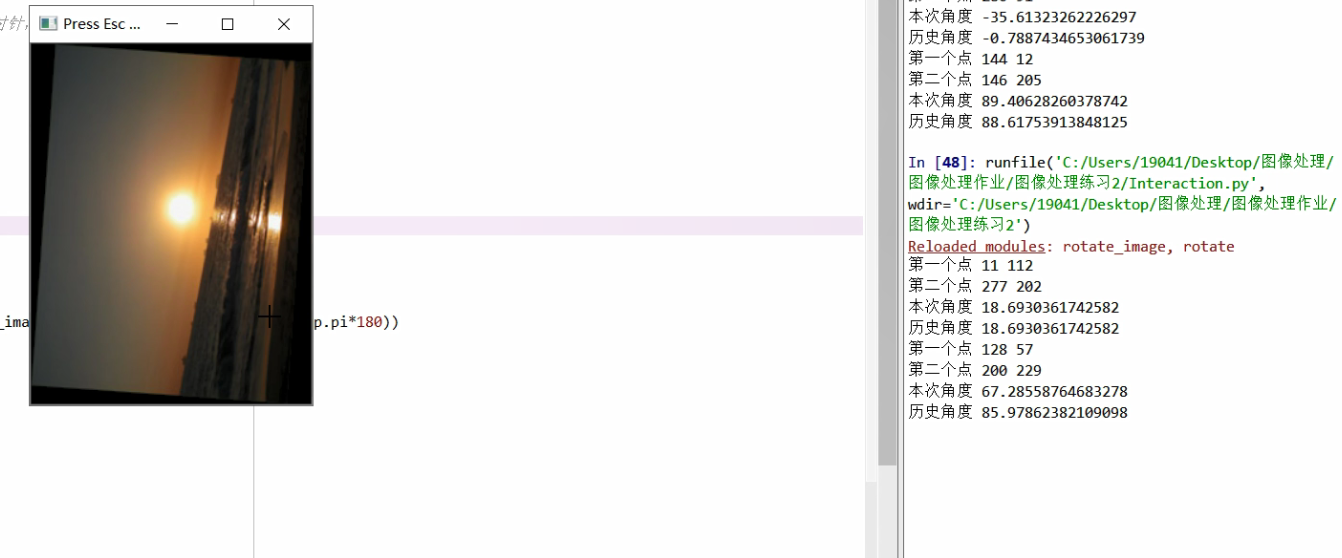 时针，
Press Esc ...
_ima
p.pi*180))
本次角度 -35.61323262226297
历史角度 -0.7887434653061739
第一个点 144 12
第二个点 146 205
本次角度 89.40628260378742
历史角度 88.61753913848125
In [48]: runfile('C:/Users/19041/Desktop/图像处理/
图像处理作业/图像处理练习2/Interaction.py',
wdir='C:/Users/19041/Desktop/图像处理/图像处理作业/
图像处理练习2')
Reloaded modules: rotate_image, rotate
第一个点 11 112
第二个点 277 202
本次角度 18.6930361742582
历史角度 18.6930361742582
第一个点 128 57
第二个点 200 229
本次角度 67.28558764683278
历史角度 85.97862382109098